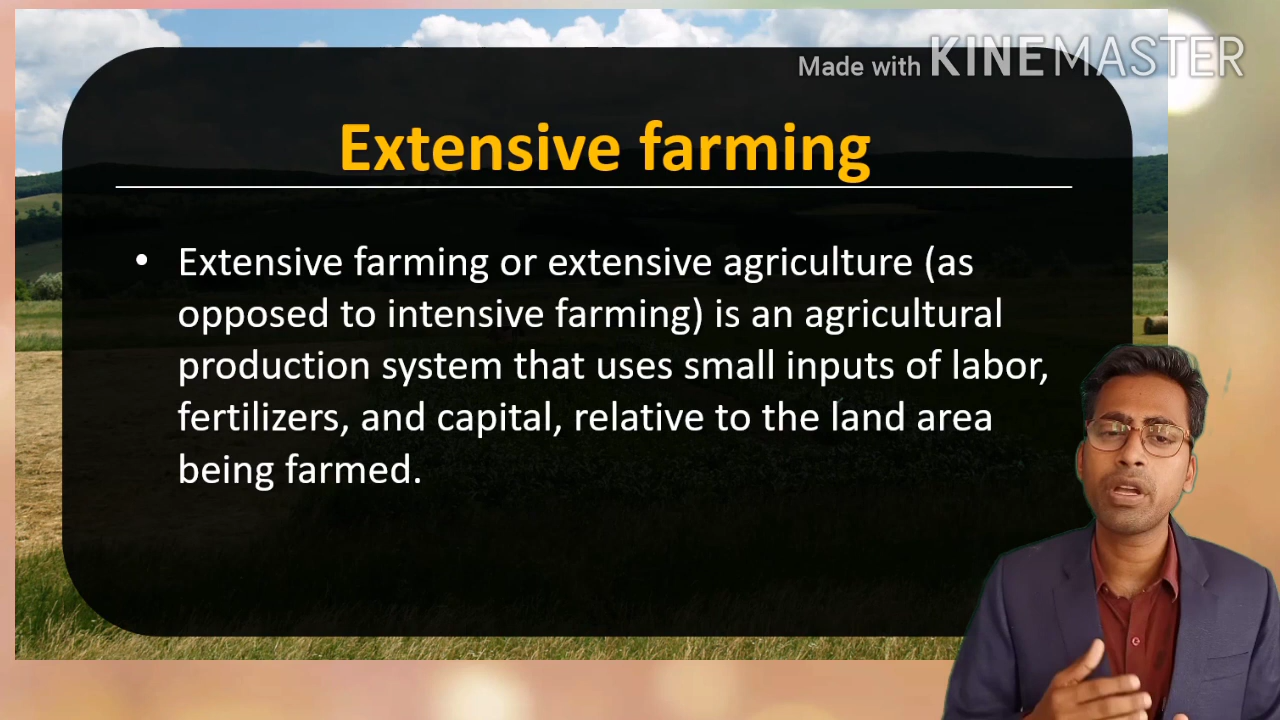 Made with KINEMASTER
Extensive farming
• Extensive farming or extensive agriculture (as
opposed to intensive farming) is an agricultural
production system that uses small inputs of labor,
fertilizers, and capital, relative to the land area
being farmed.